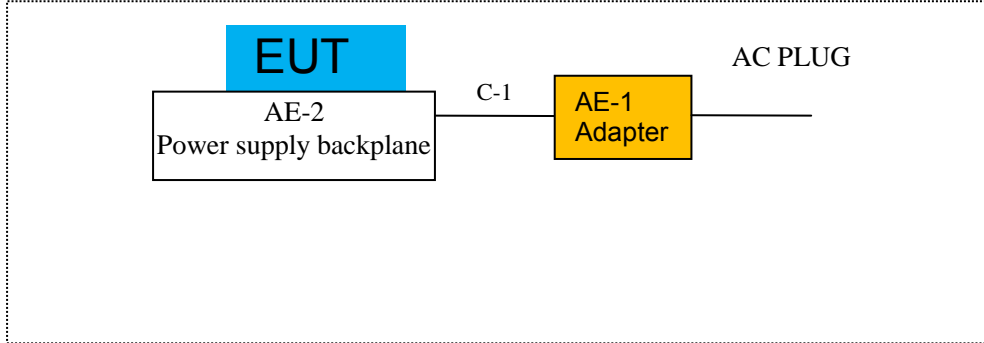 EUT
AE-2
Power supply backplane
C-1
AE-1
Adapter
AC PLUG